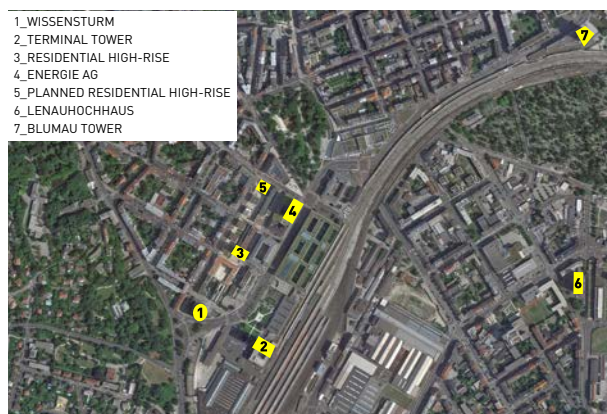 1_WISSENSTURM
2_TERMINAL TOWER
3_RESIDENTIAL HIGH-RISE
4_ENERGIE AG
5_PLANNED RESIDENTIAL HIGH-RISE
6_LENAUHOCHHAUS
7_BLUMAU TOWER
7
5
4
3
6
1
2